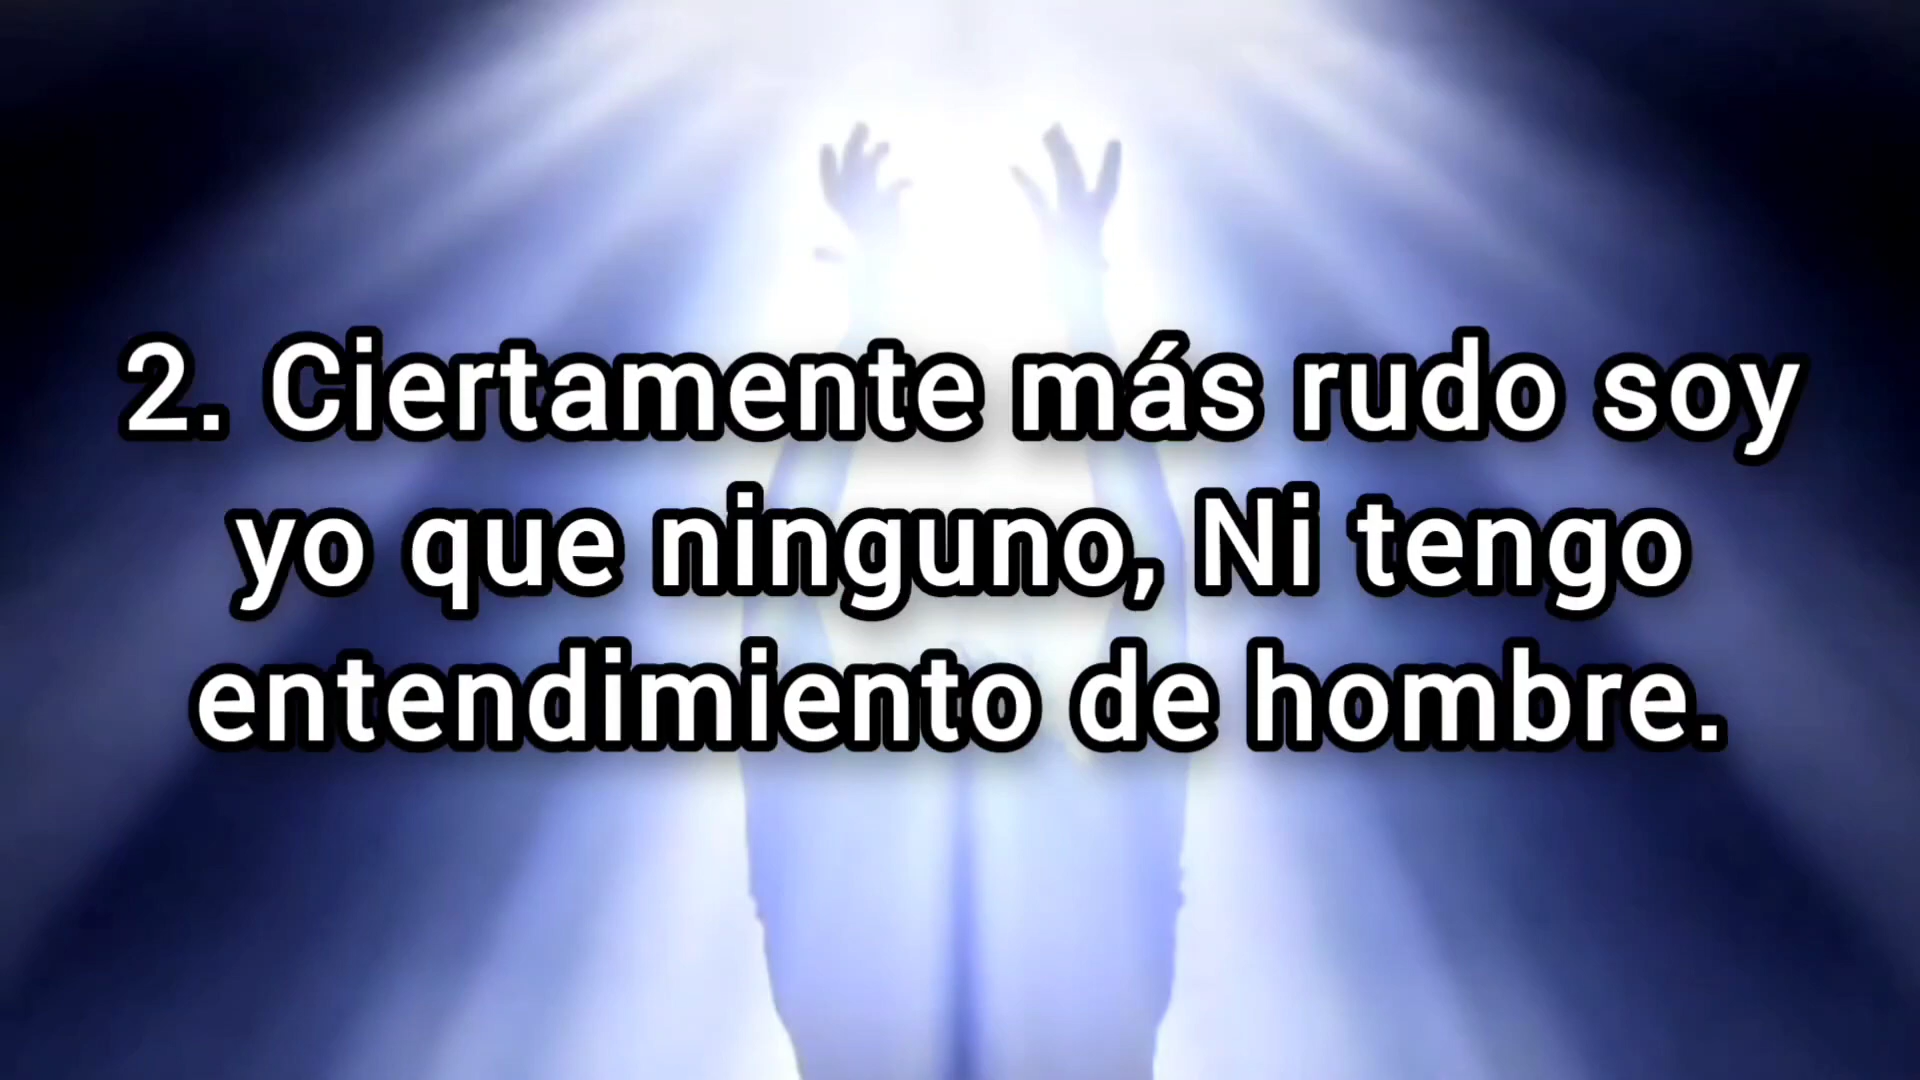 2. Ciertamente más rudo soy
yo que ninguno, Ni tengo
entendimiento de hombre.